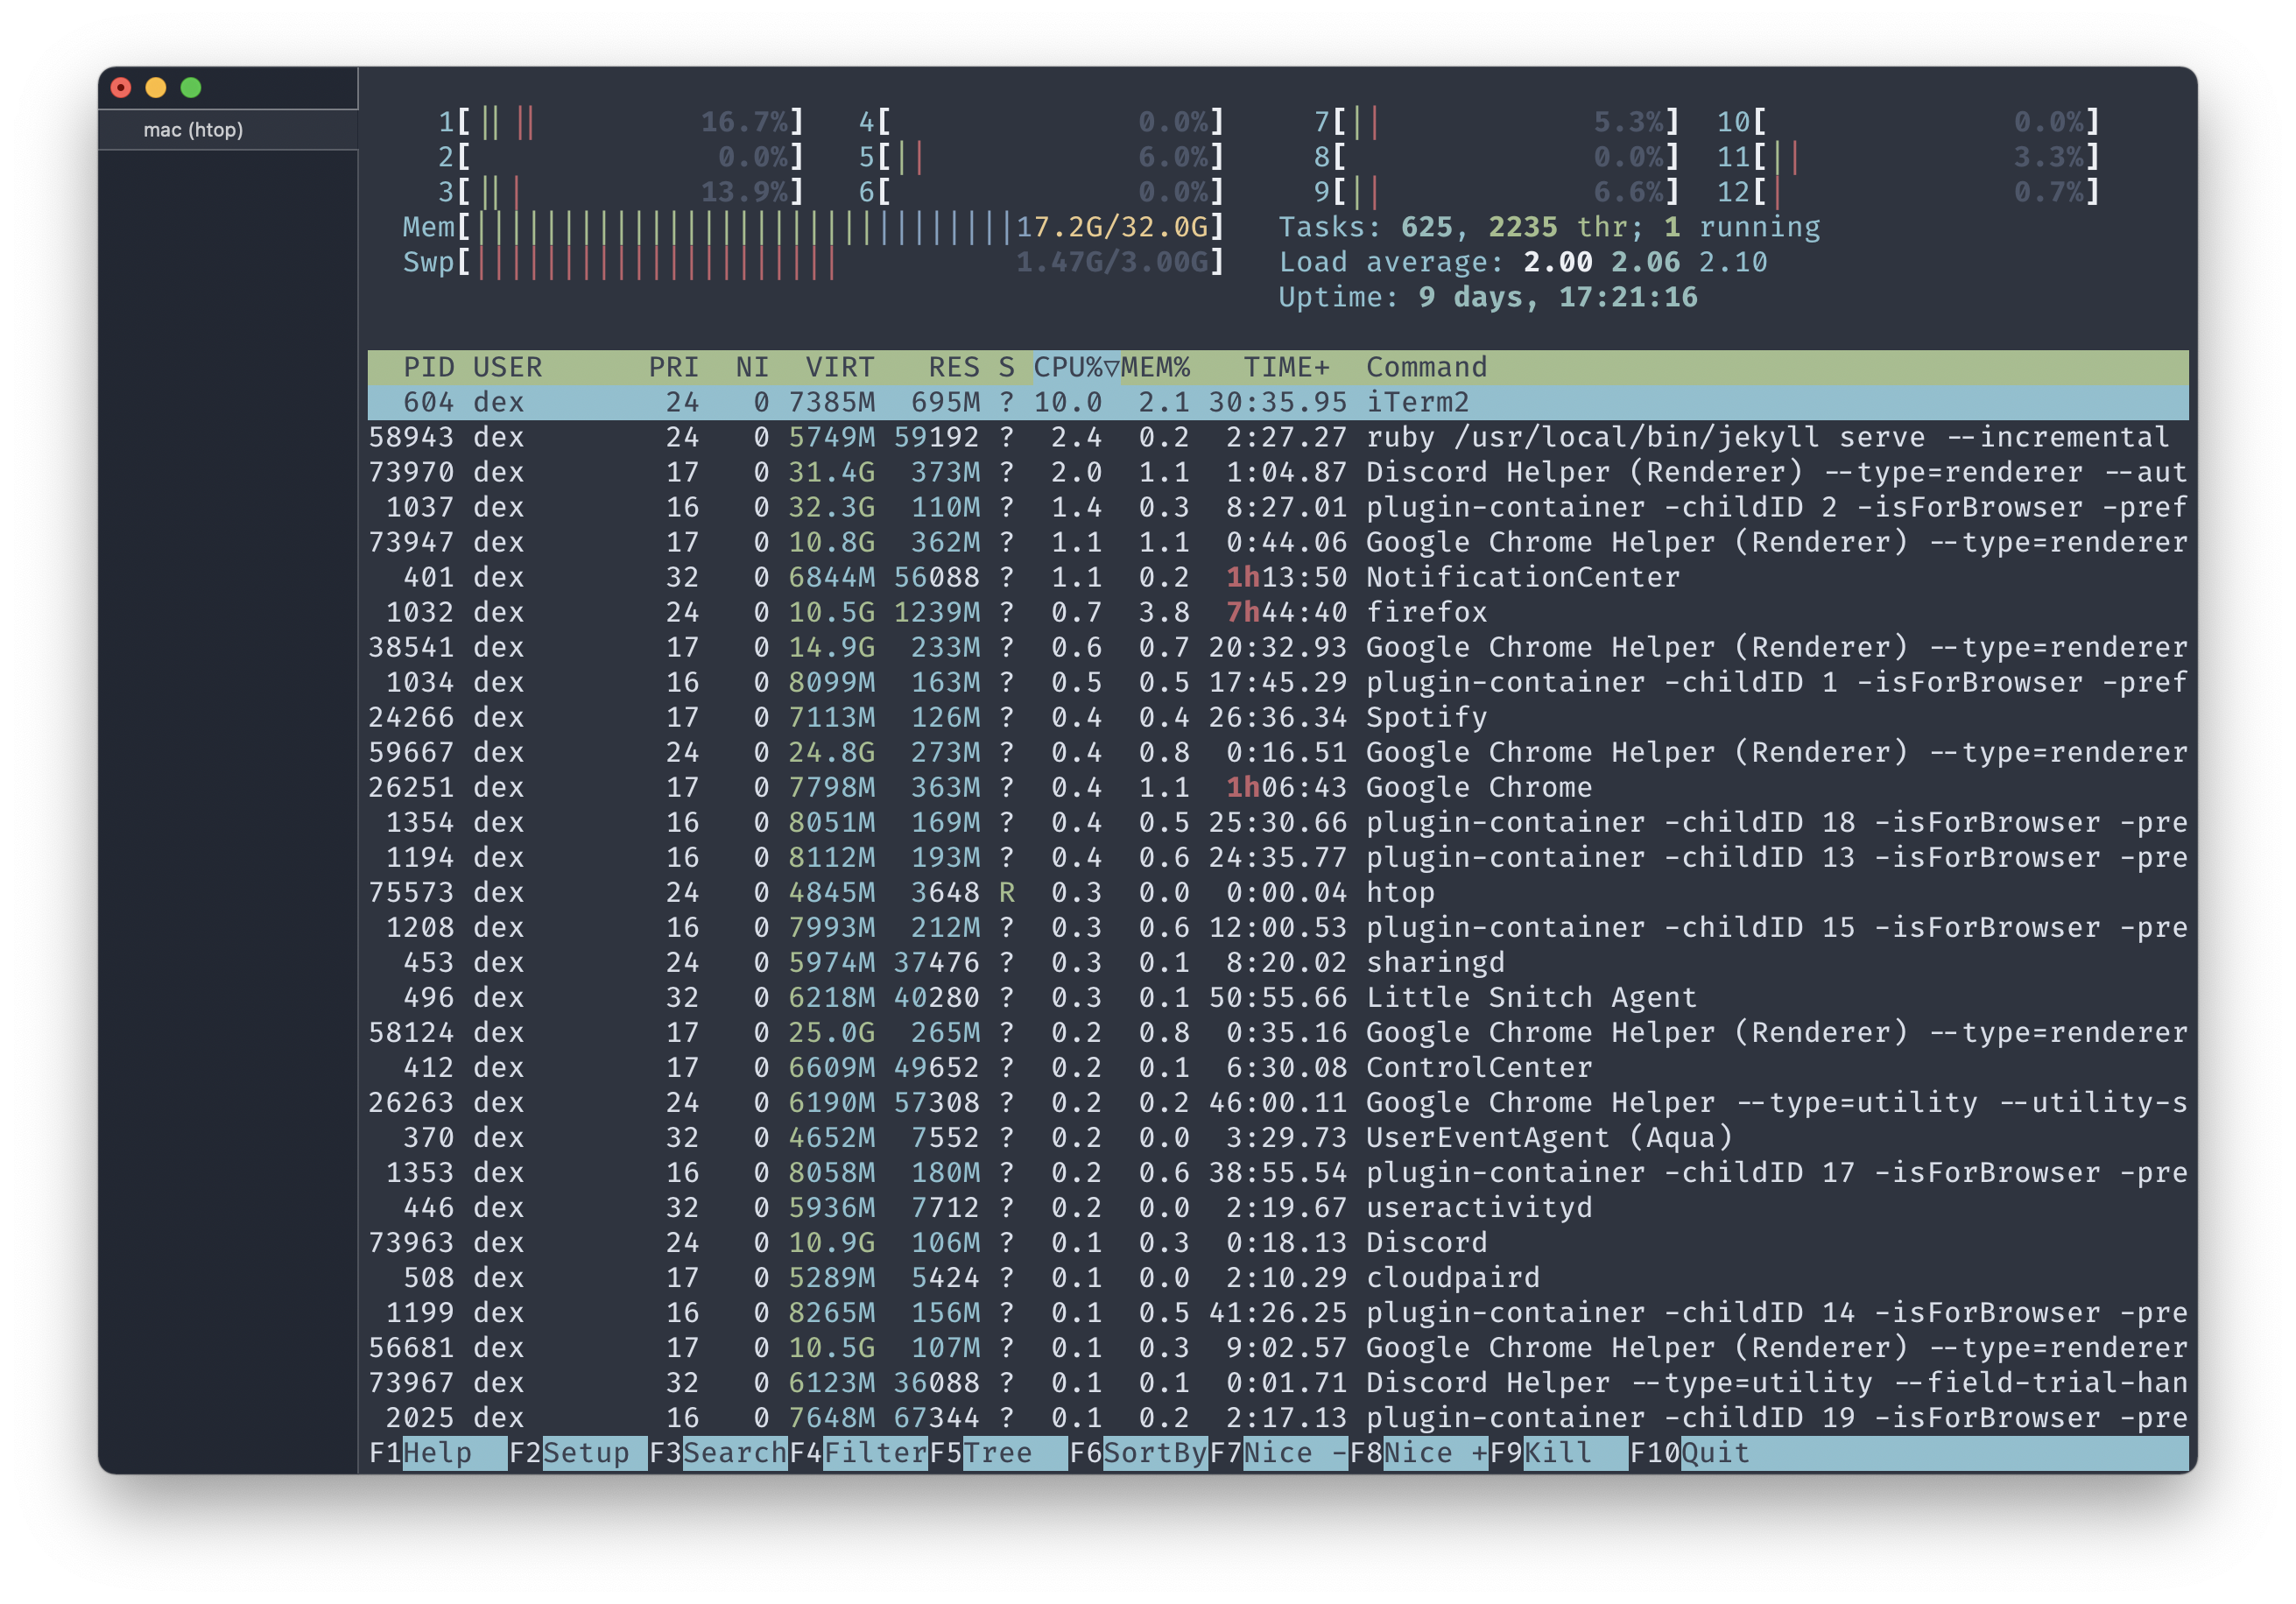 mac (htop)
1[|| || 16.7%] 4[ 0.0%] 7[|| 5.3%] 10[ 0.0%]
2[ 0.0%] 5[|| 6.0%] 8[ 0.0%] 11[|| 3.3%]
3[|| | 13.9%] 6[ 0.0%] 9[|| 6.6%] 12[| 0.7%]
Mem[|||||||||||||||||||||||||||||||17.2G/32.0G] Tasks: 625, 2235 thr; 1 running
Swp[||||||||||||||||||||| 1.47G/3.00G] Load average: 2.00 2.06 2.10
Uptime: 9 days, 17:21:16
PID USER PRI NI VIRT RES S CPU%▽MEM% TIME+ Command
604 dex 24 0 7385M 695M ? 10.0 2.1 30:35.95 iTerm2
58943 dex 24 0 5749M 59192 ? 2.4 0.2 2:27.27 ruby /usr/local/bin/jekyll serve --incremental
73970 dex 17 0 31.4G 373M ? 2.0 1.1 1:04.87 Discord Helper (Renderer) --type=renderer --aut
1037 dex 16 0 32.3G 110M ? 1.4 0.3 8:27.01 plugin-container -childID 2 -isForBrowser -pref
73947 dex 17 0 10.8G 362M ? 1.1 1.1 0:44.06 Google Chrome Helper (Renderer) --type=renderer
401 dex 32 0 6844M 56088 ? 1.1 0.2 1h13:50 NotificationCenter
1032 dex 24 0 10.5G 1239M ? 0.7 3.8 7h44:40 firefox
38541 dex 17 0 14.9G 233M ? 0.6 0.7 20:32.93 Google Chrome Helper (Renderer) --type=renderer
1034 dex 16 0 8099M 163M ? 0.5 0.5 17:45.29 plugin-container -childID 1 -isForBrowser -pref
24266 dex 17 0 7113M 126M ? 0.4 0.4 26:36.34 Spotify
59667 dex 24 0 24.8G 273M ? 0.4 0.8 0:16.51 Google Chrome Helper (Renderer) --type=renderer
26251 dex 17 0 7798M 363M ? 0.4 1.1 1h06:43 Google Chrome
1354 dex 16 0 8051M 169M ? 0.4 0.5 25:30.66 plugin-container -childID 18 -isForBrowser -pre
1194 dex 16 0 8112M 193M ? 0.4 0.6 24:35.77 plugin-container -childID 13 -isForBrowser -pre
75573 dex 24 0 4845M 3648 R 0.3 0.0 0:00.04 htop
1208 dex 16 0 7993M 212M ? 0.3 0.6 12:00.53 plugin-container -childID 15 -isForBrowser -pre
453 dex 24 0 5974M 37476 ? 0.3 0.1 8:20.02 sharingd
496 dex 32 0 6218M 40280 ? 0.3 0.1 50:55.66 Little Snitch Agent
58124 dex 17 0 25.0G 265M ? 0.2 0.8 0:35.16 Google Chrome Helper (Renderer) --type=renderer
412 dex 17 0 6609M 49652 ? 0.2 0.1 6:30.08 ControlCenter
26263 dex 24 0 6190M 57308 ? 0.2 0.2 46:00.11 Google Chrome Helper --type=utility --utility-s
370 dex 32 0 4652M 7552 ? 0.2 0.0 3:29.73 UserEventAgent (Aqua)
1353 dex 16 0 8058M 180M ? 0.2 0.6 38:55.54 plugin-container -childID 17 -isForBrowser -pre
446 dex 32 0 5936M 7712 ? 0.2 0.0 2:19.67 useractivityd
73963 dex 24 0 10.9G 106M ? 0.1 0.3 0:18.13 Discord
508 dex 17 0 5289M 5424 ? 0.1 0.0 2:10.29 cloudpaird
1199 dex 16 0 8265M 156M ? 0.1 0.5 41:26.25 plugin-container -childID 14 -isForBrowser -pre
56681 dex 17 0 10.5G 107M ? 0.1 0.3 9:02.57 Google Chrome Helper (Renderer) --type=renderer
73967 dex 32 0 6123M 36088 ? 0.1 0.1 0:01.71 Discord Helper --type=utility --field-trial-han
2025 dex 16 0 7648M 67344 ? 0.1 0.2 2:17.13 plugin-container -childID 19 -isForBrowser -pre
F1Help F2Setup F3SearchF4FilterF5Tree F6SortByF7Nice -F8Nice +F9Kill F10Quit